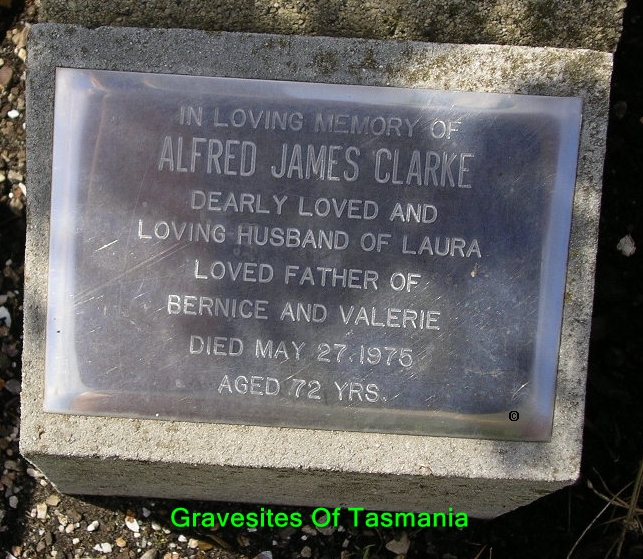 IN LOVING MEMORY OF
ALFRED JAMES CLARKE
DEARLY LOVED AND
LOVING HUSBAND OF LAURA
LOVED FATHER OF
BERNICE AND VALERIE
DIED MAY 27.1975
AGED 72 YRS.
©
Gravesites Of Tasmania